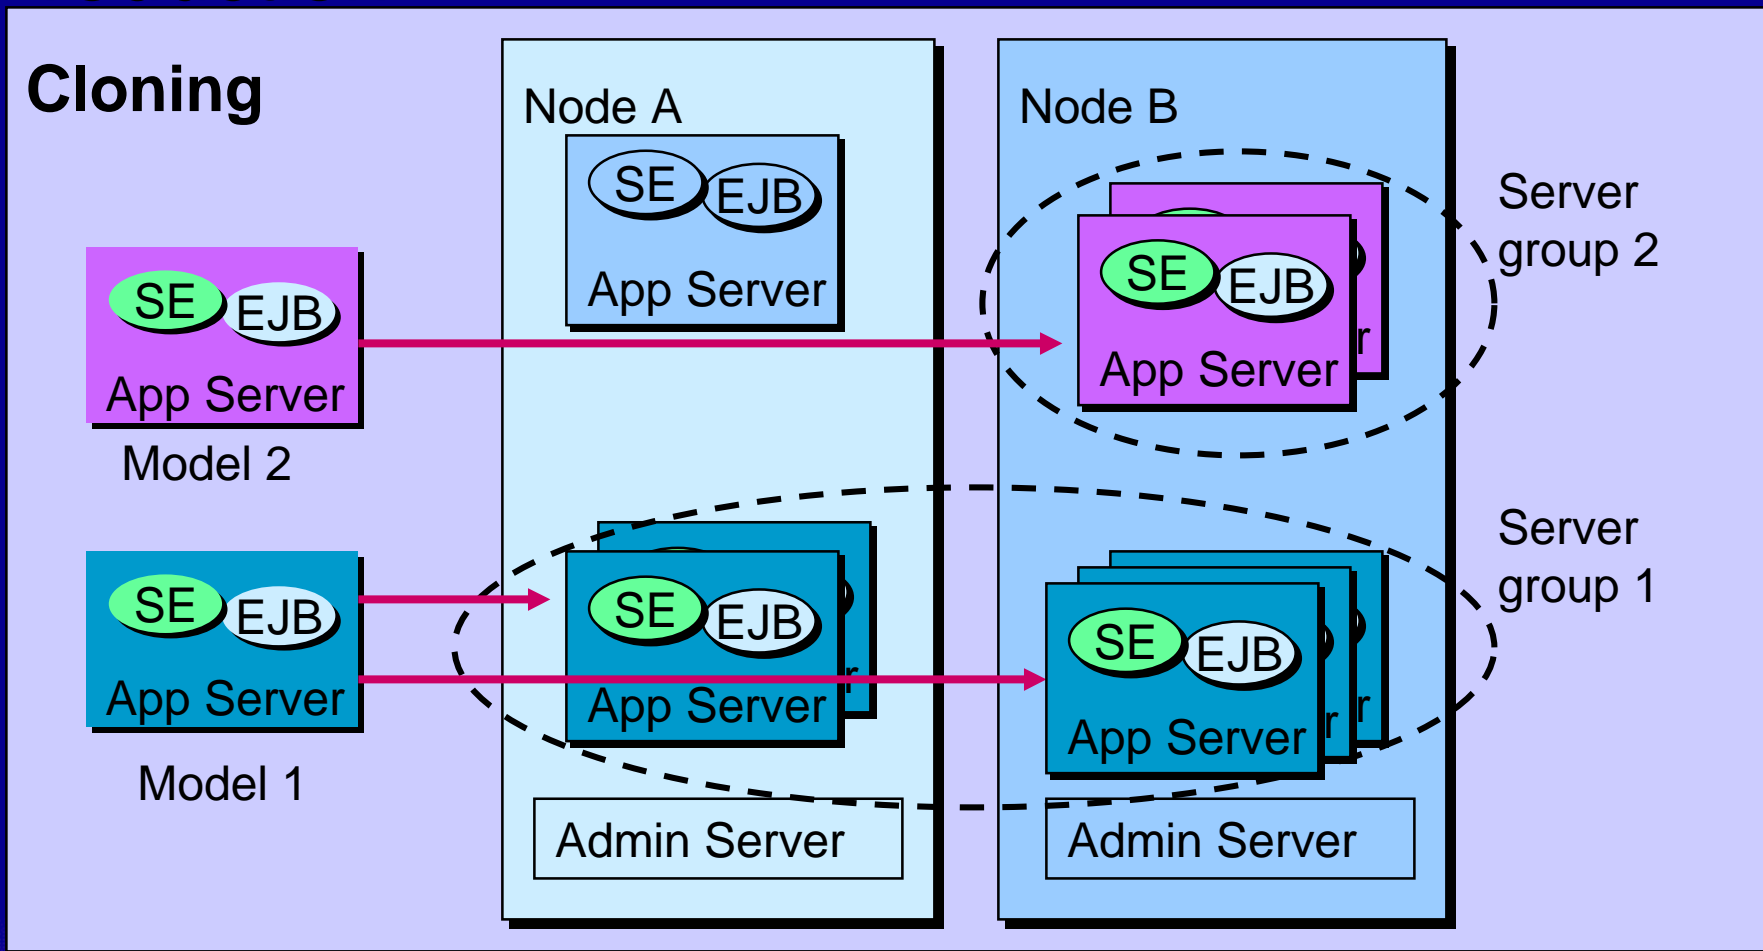 Cloning
Node A
SE
EJB
App Server
Node B
SE
EJB
App Server
r
Server
group 2
SE
EJB
App Server
Model 2
SE
EJB
App Server
Model 1
SE
EJB
App Server
r
SE
EJB
App Server
r
r
Server
group 1
Admin Server
Admin Server